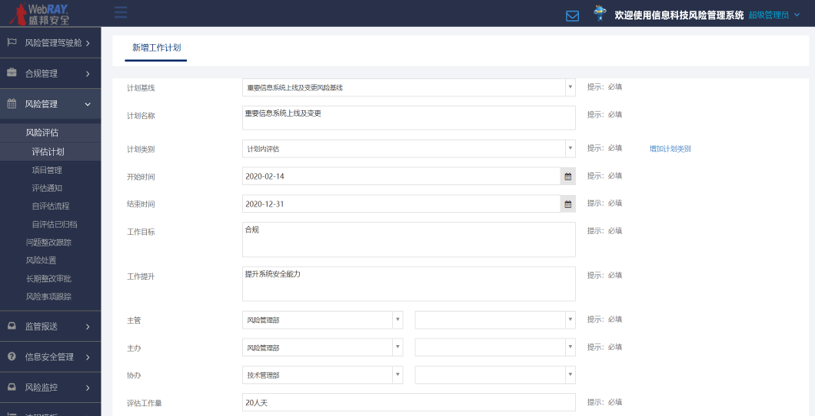 WebRAY
盛邦安全
欢迎使用信息科技风险管理系统 超级管理员
风险管理驾驶舱
合规管理
风险管理
风险评估
评估计划
项目管理
评估通知
自评估流程
自评估已归档
问题整改跟踪
风险处置
长期整改审批
风险事项跟踪
监管报送
信息安全管理
风险监控
新增工作计划
计划基线 重要信息系统上线及变更风险基线 提示：必填
计划名称 重要信息系统上线及变更 提示：必填
计划类别 计划内评估 提示：必填 增加计划类别
开始时间 2020-02-14 提示：必填
结束时间 2020-12-31 提示：必填
工作目标 合规 提示：必填
工作提升 提升系统安全能力 提示：必填
主管 风险管理部 提示：必填
主办 风险管理部 提示：必填
协办 技术管理部 提示：必填
评估工作量 20人天 提示：必填